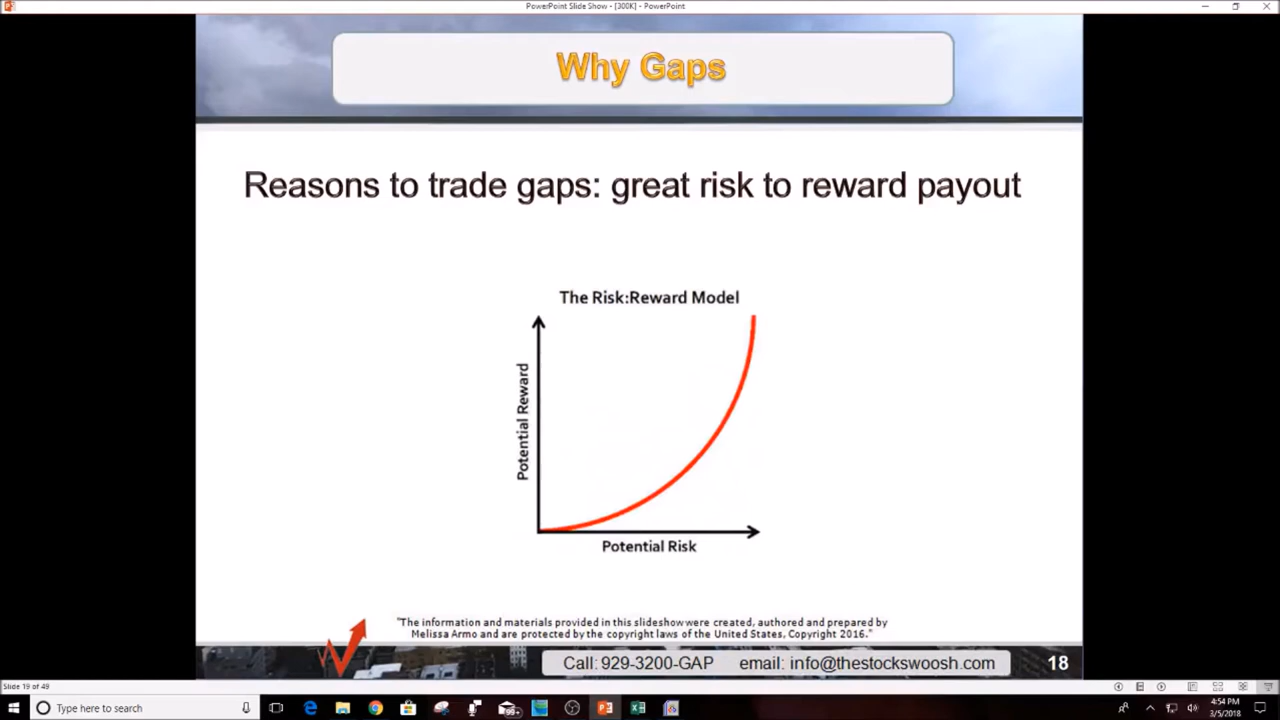 PowerPoint Slide Show - [300K] - PowerPoint
Why Gaps
Reasons to trade gaps: great risk to reward payout
The Risk:Reward Model
Potential Reward
Potential Risk
"The information and materials provided in this slideshow were created, authored and prepared by
Melissa Armo and are protected by the copyright laws of the United States, Copyright 2016."
Call: 929-3200-GAP email: info@thestockswoosh.com 18
Slide 19 of 49
Type here to search
99+
4:54 PM
3/5/2018